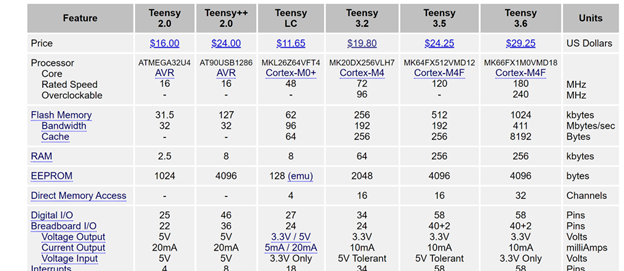 Feature Teensy 2.0 Teensy++ 2.0 Teensy LC Teensy 3.2 Teensy 3.5 Teensy 3.6 Units
Price $16.00 $24.00 $11.65 $19.80 $24.25 $29.25 US Dollars
Processor ATMEGA32U4 AT90USB1286 MKL26Z64VFT4 MK20DX256VLH7 MK64FX512VMD12 MK66FX1M0VMD18
Core AVR AVR Cortex-M0+ Cortex-M4 Cortex-M4F Cortex-M4F
Rated Speed 16 16 48 72 120 180 MHz
Overclockable 96 240 MHz
Flash Memory 31.5 127 62 256 512 1024 kbytes
Bandwidth 32 32 96 192 192 411 Mbytes/sec
Cache - - 64 256 256 8192 Bytes
RAM 2.5 8 8 64 256 256 kbytes
EEPROM 1024 4096 128 (emu) 2048 4096 4096 bytes
Direct Memory Access - - 4 16 16 32 Channels
Digital I/O 25 46 27 34 58 58 Pins
Breadboard I/O 22 36 24 24 40+2 40+2 Pins
Voltage Output 5V 5V 3.3V / 5V 3.3V 3.3V 3.3V Volts
Current Output 20mA 20mA 5mA / 20mA 10mA 10mA 10mA milliAmps
Voltage Input 5V 5V 3.3V Only 5V Tolerant 5V Tolerant 3.3V Only Volts
Interrupts 4 8 18 34 58 58 Pins